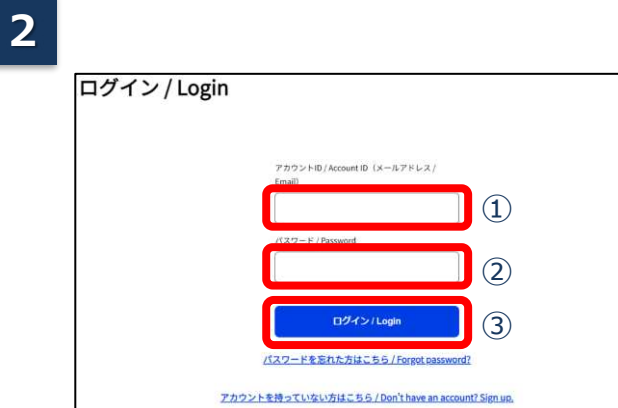 2
ログイン / Login
アカウントID / Account ID（メールアドレス /
Email）
①
パスワード / Password
②
ログイン / Login
③
パスワードを忘れた方はこちら / Forgot password?
アカウントを持っていない方はこちら / Don't have an account? Sign up.